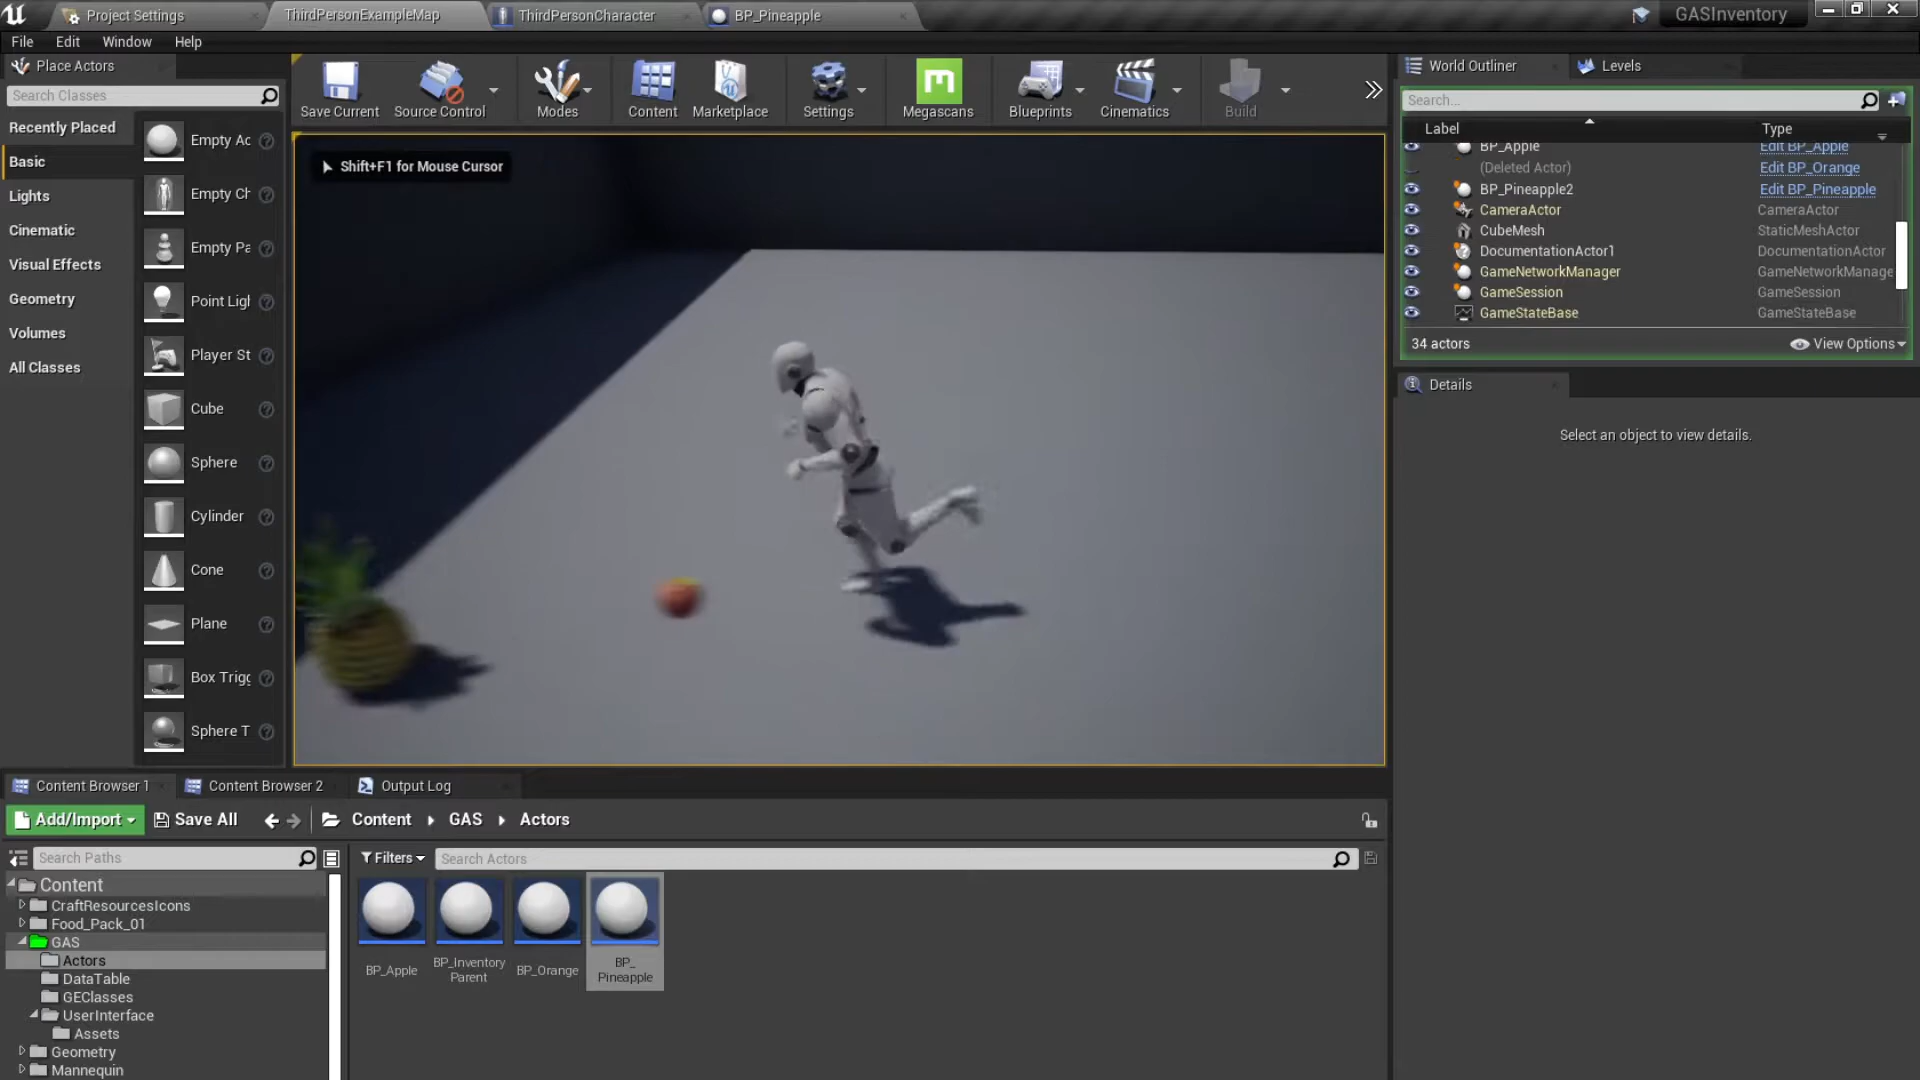 Project Settings
ThirdPersonExampleMap
ThirdPersonCharacter
BP_Pineapple
GASInventory
File Edit Window Help
Place Actors
Search Classes
Recently Placed
Basic
Lights
Cinematic
Visual Effects
Geometry
Volumes
All Classes
Empty Ac
Empty Ch
Empty Pa
Point Ligh
Player St
Cube
Sphere
Cylinder
Cone
Plane
Box Trigg
Sphere T
Save Current
Source Control
Modes
Content
Marketplace
Settings
Megascans
Blueprints
Cinematics
Build
Shift+F1 for Mouse Cursor
World Outliner
Levels
Search...
Label Type
BP_Apple Edit BP_Apple
(Deleted Actor) Edit BP_Orange
BP_Pineapple2 Edit BP_Pineapple
CameraActor CameraActor
CubeMesh StaticMeshActor
DocumentationActor1 DocumentationActor
GameNetworkManager GameNetworkManage
GameSession GameSession
GameStateBase GameStateBase
34 actors
View Options
Details
Select an object to view details.
Content Browser 1
Content Browser 2
Output Log
Add/Import
Save All
Content
GAS
Actors
Search Paths
Content
CraftResourcesIcons
Food_Pack_01
GAS
Actors
DataTable
GEClasses
UserInterface
Assets
Geometry
Mannequin
Filters
Search Actors
BP_Apple
BP_Inventory
Parent
BP_Orange
BP_
Pineapple